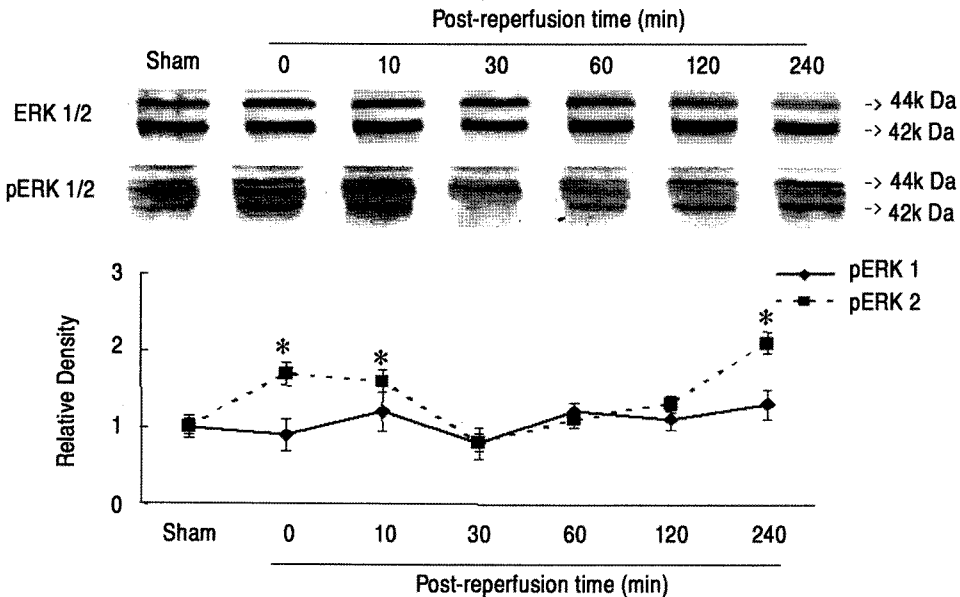 Post-reperfusion time (min)
Sham 0 10 30 60 120 240
ERK 1/2
-> 44k Da
-> 42k Da
pERK 1/2
-> 44k Da
-> 42k Da
3
2
1
0
Relative Density
pERK 1
pERK 2
* * *
Sham 0 10 30 60 120 240
Post-reperfusion time (min)